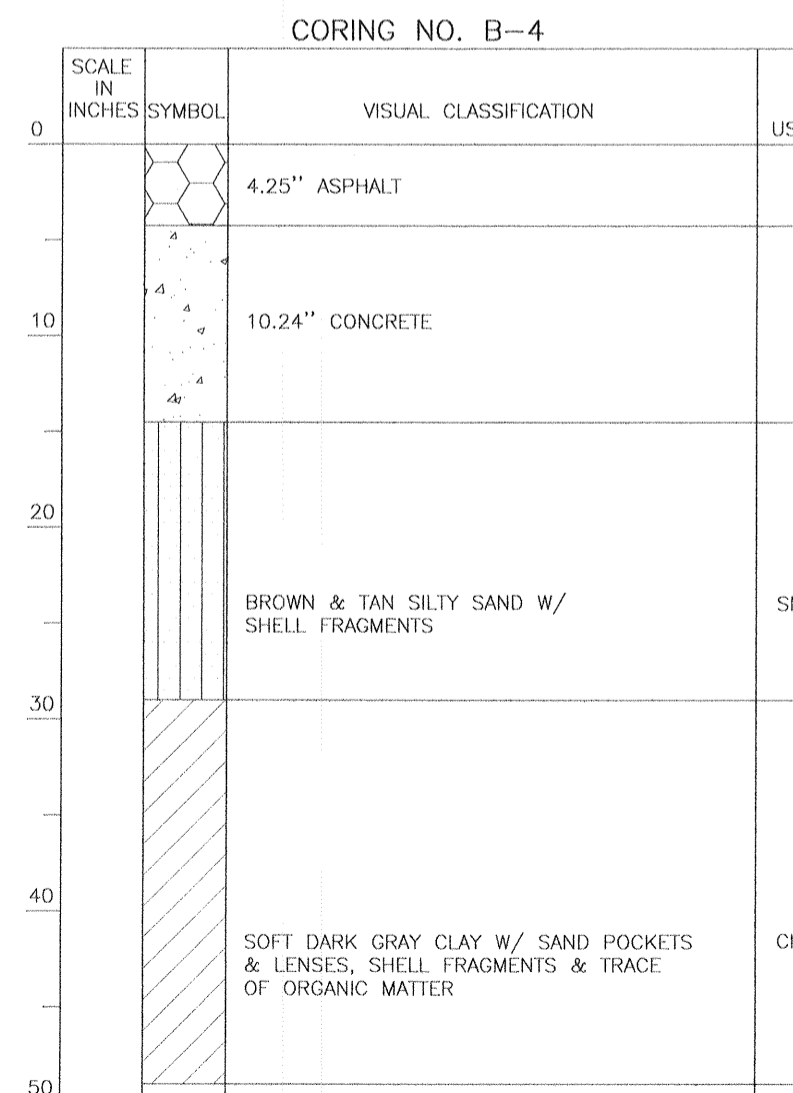 CORING NO. B-4
SCALE
IN
INCHES
SYMBOL
VISUAL CLASSIFICATION
0
4.25" ASPHALT
10
10.24" CONCRETE
20
BROWN & TAN SILTY SAND W/
SHELL FRAGMENTS
30
40
SOFT DARK GRAY CLAY W/ SAND POCKETS
& LENSES, SHELL FRAGMENTS & TRACE
OF ORGANIC MATTER
50